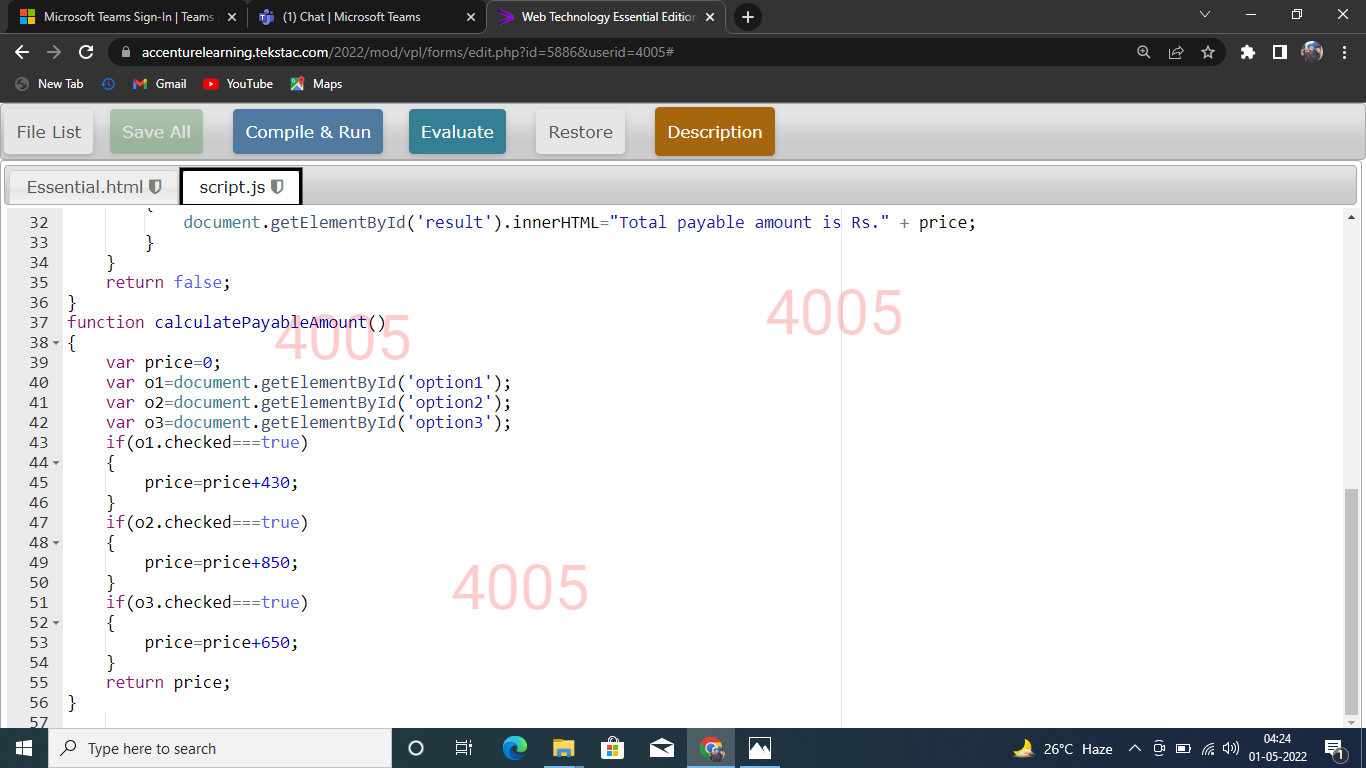 Microsoft Teams Sign-In | Teams
(1) Chat | Microsoft Teams
Web Technology Essential Edition
accenturelearning.tekstac.com/2022/mod/vpl/forms/edit.php?id=5886&userid=4005#
New Tab
Gmail
YouTube
Maps
File List
Save All
Compile & Run
Evaluate
Restore
Description
Essential.html
script.js
{
32 document.getElementById('result').innerHTML="Total payable amount is Rs." + price;
33 }
34 }
35 return false;
36 }
37 function calculatePayableAmount()
38 {
39 var price=0;
40 var o1=document.getElementById('option1');
41 var o2=document.getElementById('option2');
42 var o3=document.getElementById('option3');
43 if(o1.checked===true)
44 {
45 price=price+430;
46 }
47 if(o2.checked===true)
48 {
49 price=price+850;
50 }
51 if(o3.checked===true)
52 {
53 price=price+650;
54 }
55 return price;
56 }
57
4005
4005
4005
Type here to search
26°C Haze
04:24
01-05-2022
1